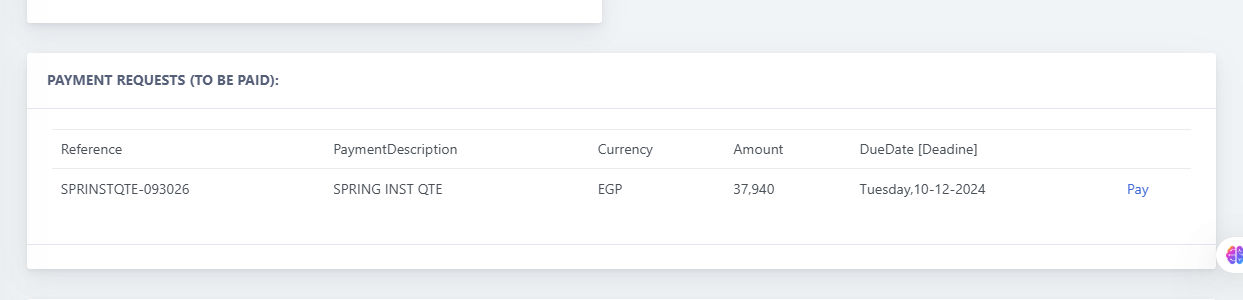 PAYMENT REQUESTS (TO BE PAID):
Reference PaymentDescription Currency Amount DueDate [Deadine]
SPRINSTQTE-093026 SPRING INST QTE EGP 37,940 Tuesday,10-12-2024 Pay